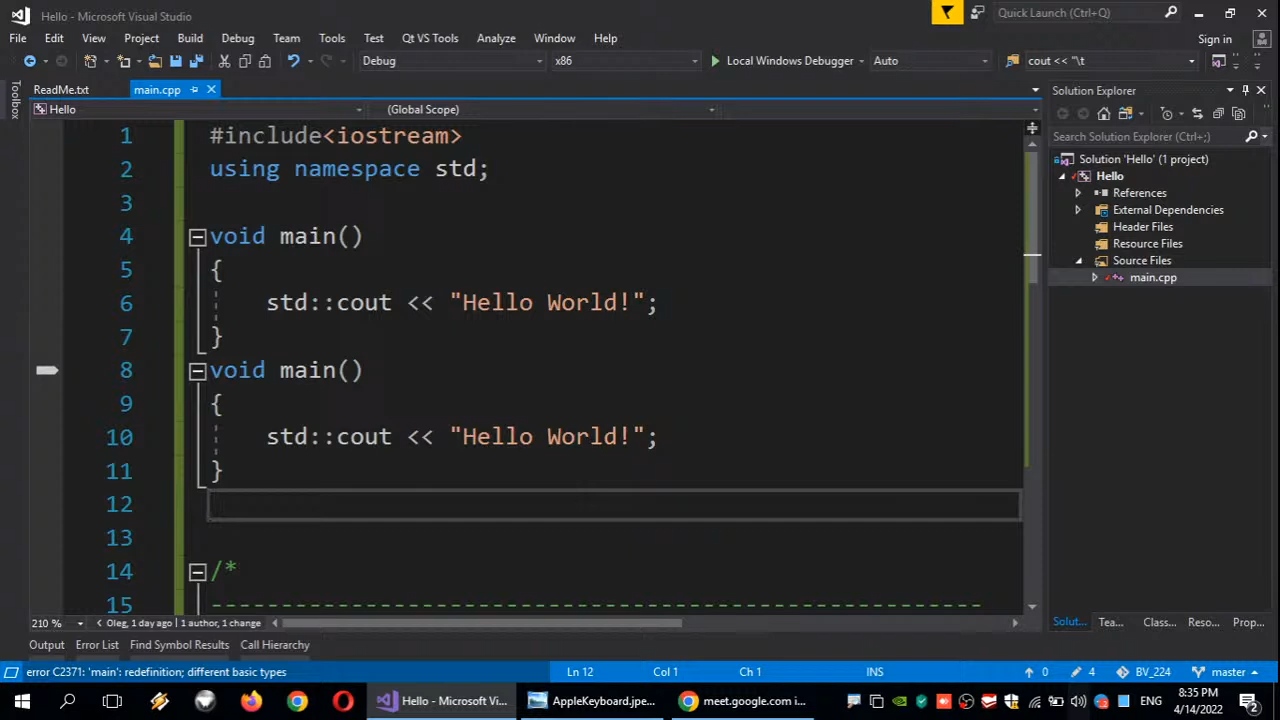 Hello - Microsoft Visual Studio
Quick Launch (Ctrl+Q)
File Edit View Project Build Debug Team Tools Test Qt VS Tools Analyze Window Help
Sign in
Debug x86 Local Windows Debugger Auto cout << "\t
Toolbox
ReadMe.txt main.cpp
Hello (Global Scope)
1 #include<iostream>
2 using namespace std;
3
4 void main()
5 {
6 std::cout << "Hello World!";
7 }
8 void main()
9 {
10 std::cout << "Hello World!";
11 }
12
13
14 /*
15 -------------------------------------------------------
210 % Oleg, 1 day ago | 1 author, 1 change
Solution Explorer
Search Solution Explorer (Ctrl+;)
Solution 'Hello' (1 project)
Hello
References
External Dependencies
Header Files
Resource Files
Source Files
main.cpp
Solut... Tea... Class... Reso... Prop...
Output Error List Find Symbol Results Call Hierarchy
error C2371: 'main': redefinition; different basic types Ln 12 Col 1 Ch 1 INS 0 4 BV_224 master
Hello - Microsoft Vi... AppleKeyboard.jpe... meet.google.com i... ENG 8:35 PM
4/14/2022 2